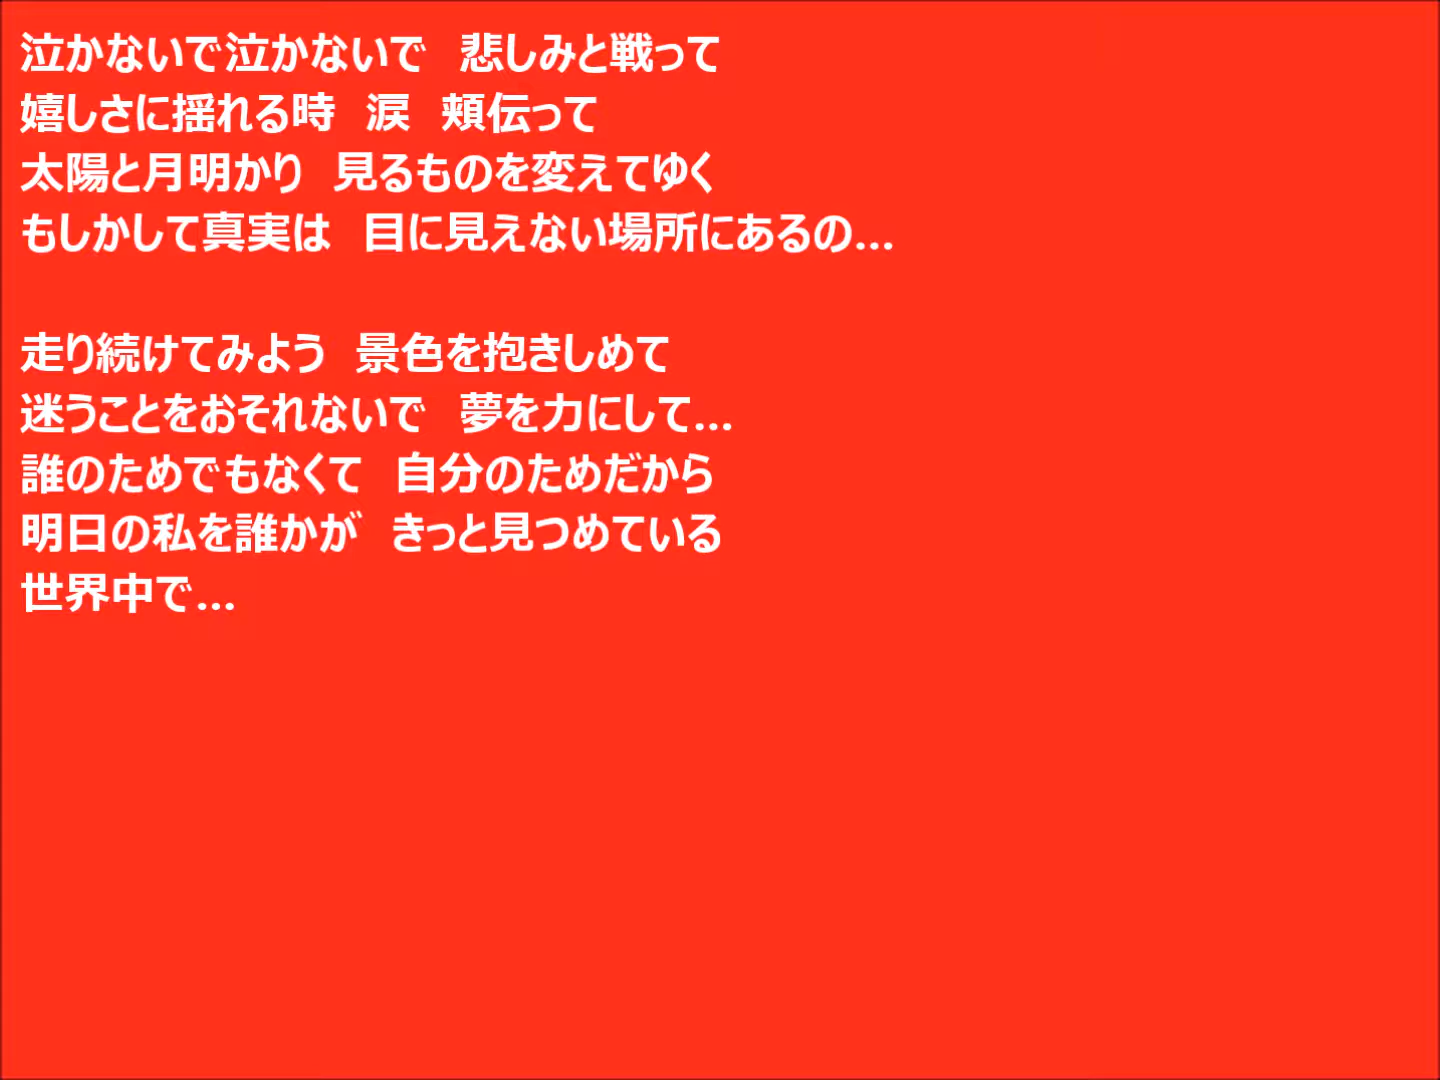 泣かないで泣かないで　悲しみと戦って
嬉しさに揺れる時　涙　頬伝って
太陽と月明かり　見るものを変えてゆく
もしかして真実は　目に見えない場所にあるの…
走り続けてみよう　景色を抱きしめて
迷うことをおそれないで　夢を力にして…
誰のためでもなくて　自分のためだから
明日の私を誰かが　きっと見つめている
世界中で…